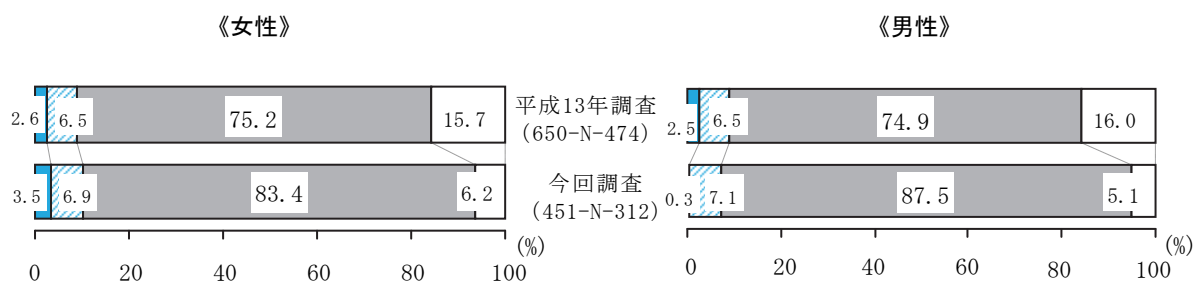 《女性》
《男性》
2.6 6.5 75.2 15.7
平成13年調査
(650-N-474)
2.5 6.5 74.9 16.0
3.5 6.9 83.4 6.2
今回調査
(451-N-312)
0.3 7.1 87.5 5.1
0 20 40 60 80 100 (%)
0 20 40 60 80 100 (%)